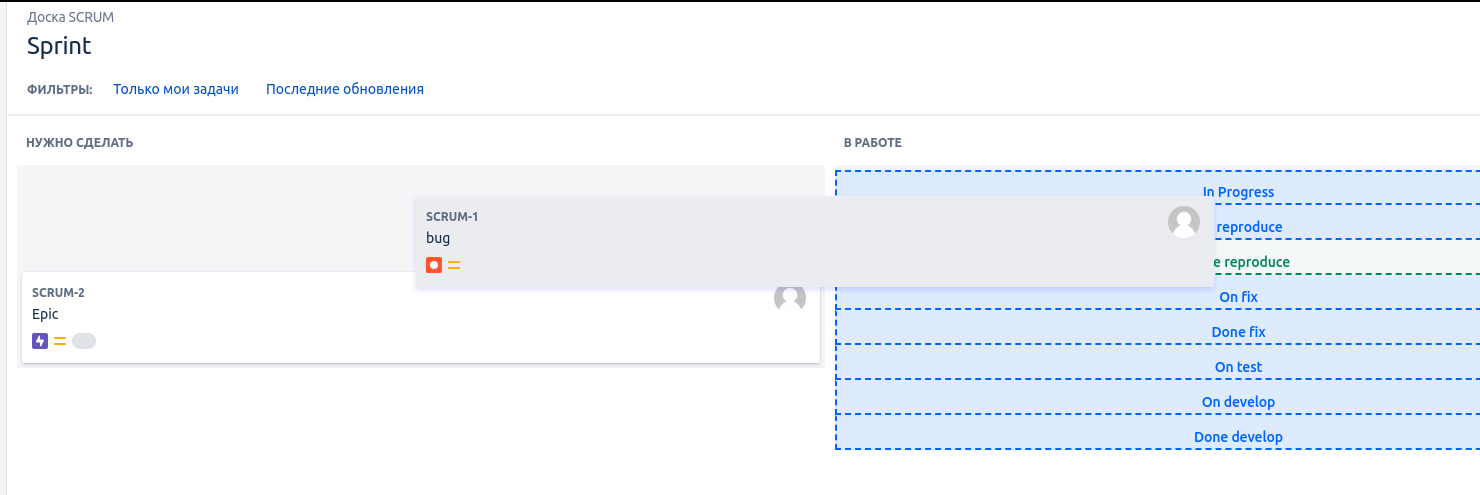 Доска SCRUM
Sprint
ФИЛЬТРЫ: Только мои задачи Последние обновления
НУЖНО СДЕЛАТЬ
В РАБОТЕ
SCRUM-1
bug
SCRUM-2
Epic
In Progress
reproduce
reproduce
On fix
Done fix
On test
On develop
Done develop